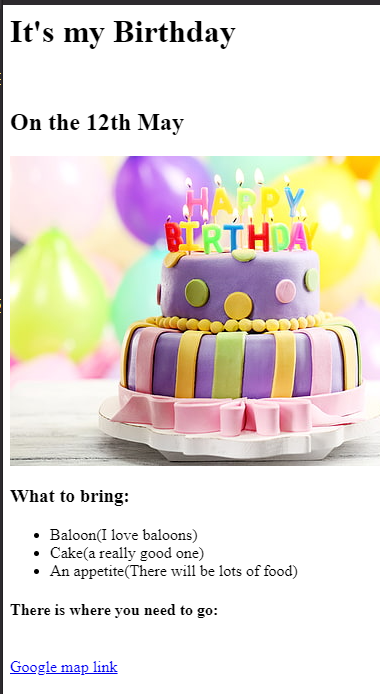 It's my Birthday
On the 12th May
HAPPY
BIRTHDAY
What to bring:
Baloon(I love baloons)
Cake(a really good one)
An appetite(There will be lots of food)
There is where you need to go:
Google map link